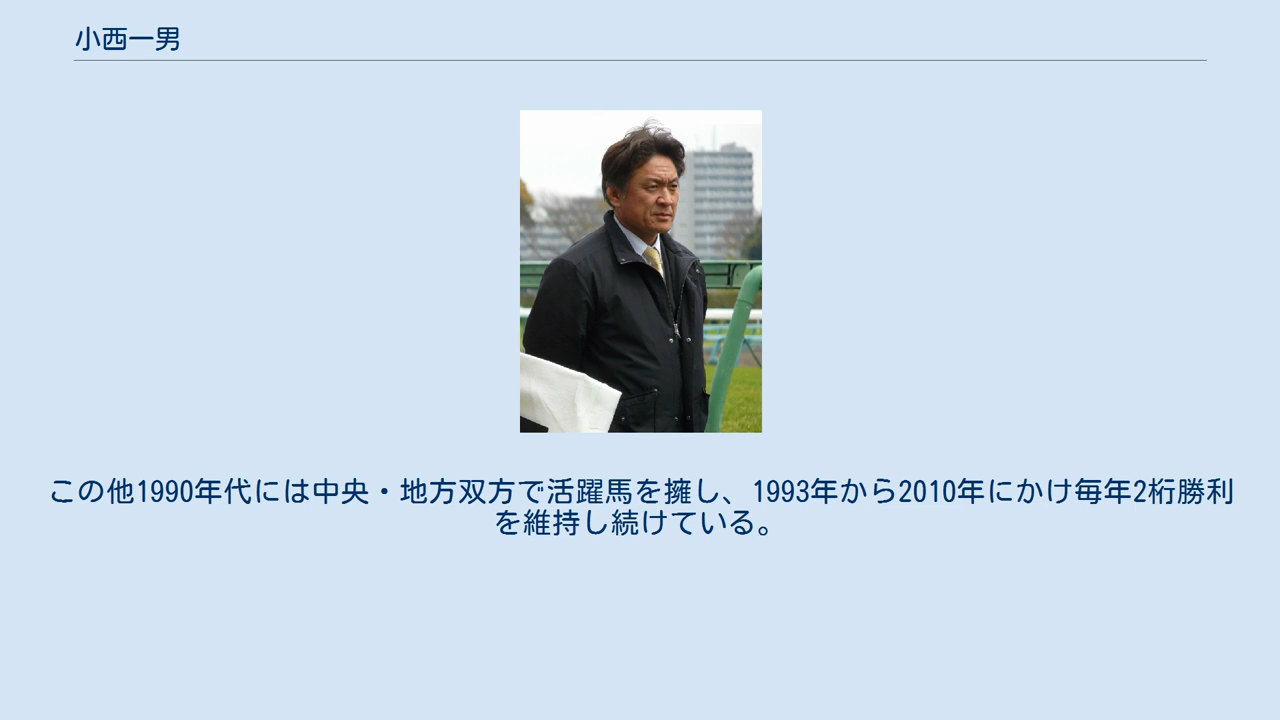 小西一男
この他1990年代には中央・地方双方で活躍馬を擁し、1993年から2010年にかけ毎年2桁勝利
を維持し続けている。